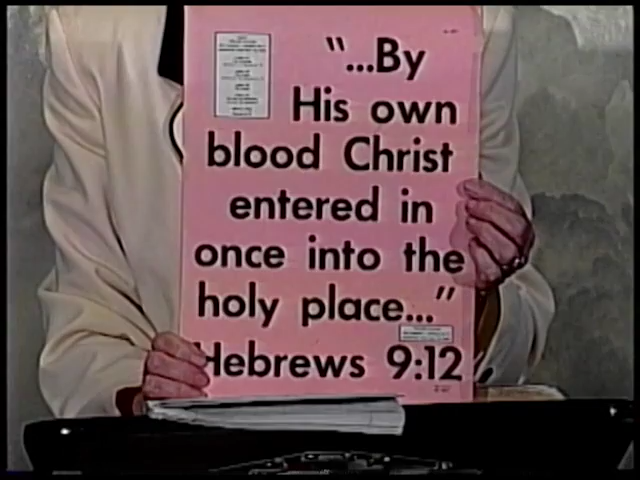 “...By
His own
blood Christ
entered in
once into the
holy place...”
Hebrews 9:12